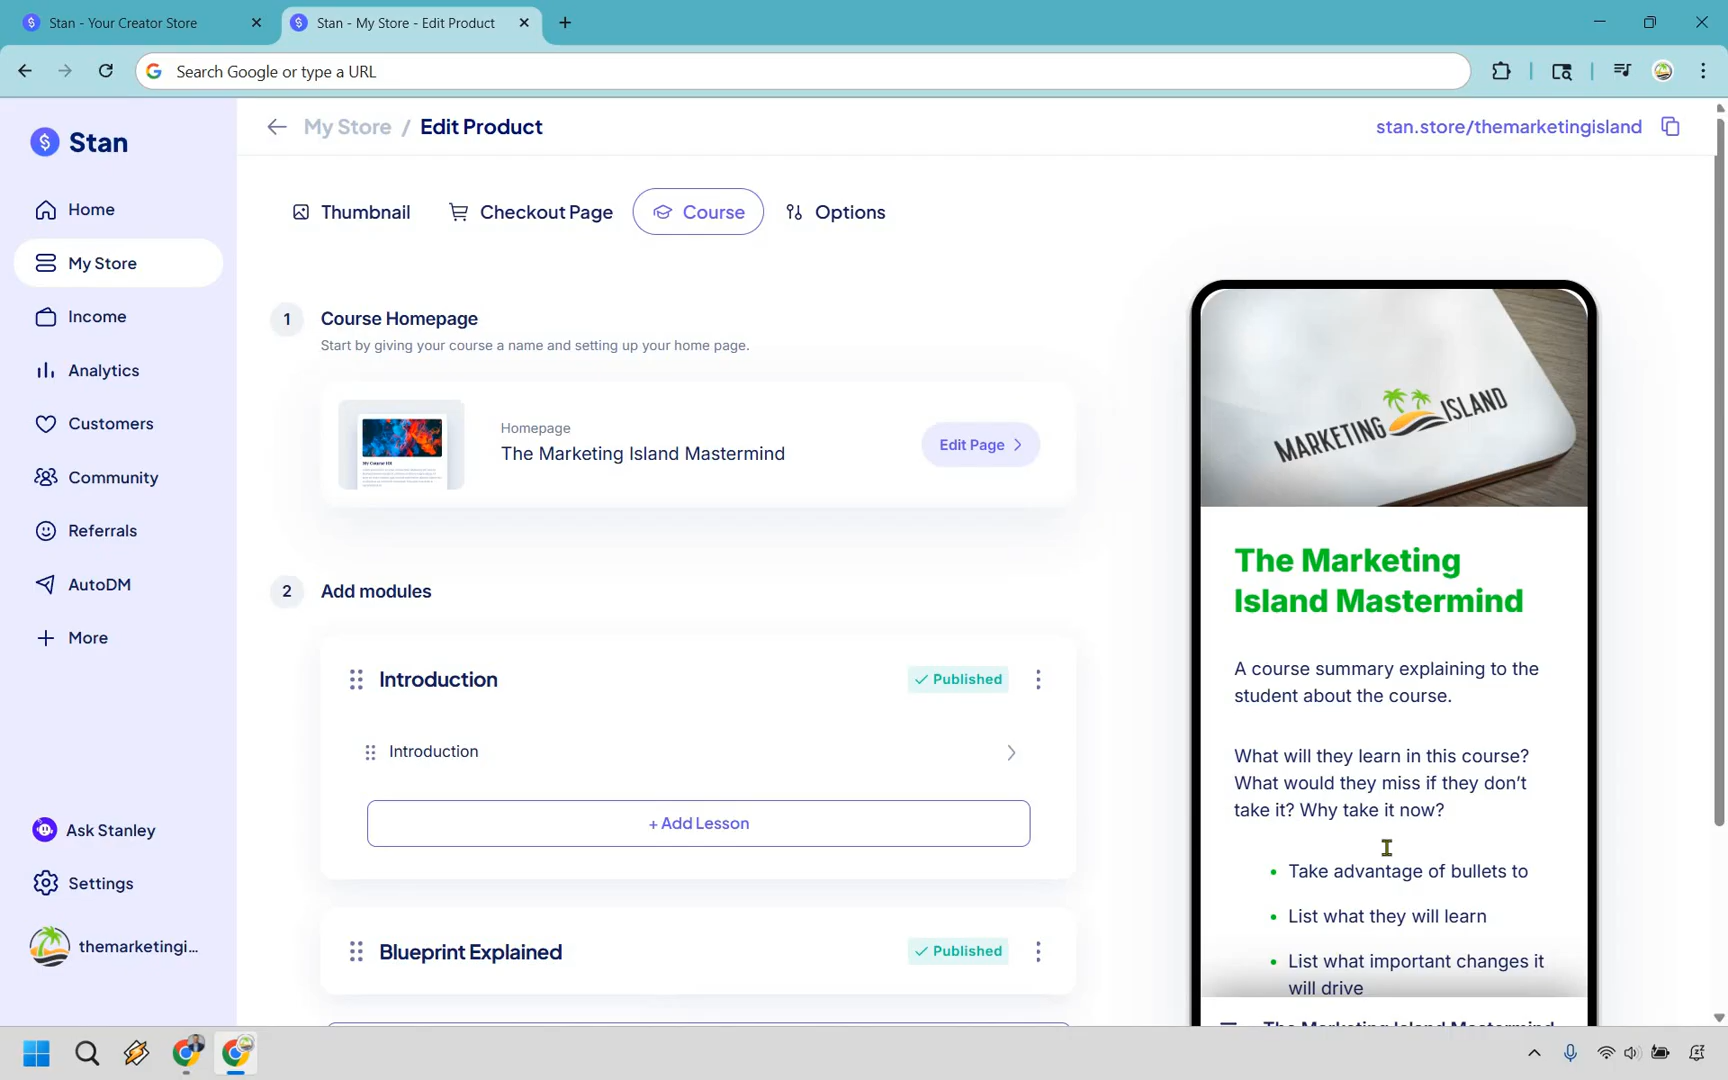 Stan - Your Creator Store
Stan - My Store - Edit Product
Search Google or type a URL
Stan
Home
My Store
Income
Analytics
Customers
Community
Referrals
AutoDM
More
Ask Stanley
Settings
themarketingi...
My Store / Edit Product
stan.store/themarketingisland
Thumbnail
Checkout Page
Course
Options
1
Course Homepage
Start by giving your course a name and setting up your home page.
Homepage
The Marketing Island Mastermind
Edit Page
2
Add modules
Introduction
Published
Introduction
+ Add Lesson
Blueprint Explained
Published
MARKETING ISLAND
The Marketing
Island Mastermind
A course summary explaining to the
student about the course.
What will they learn in this course?
What would they miss if they don't
take it? Why take it now?
• Take advantage of bullets to
• List what they will learn
• List what important changes it
will drive
The Marketing Island Mastermind